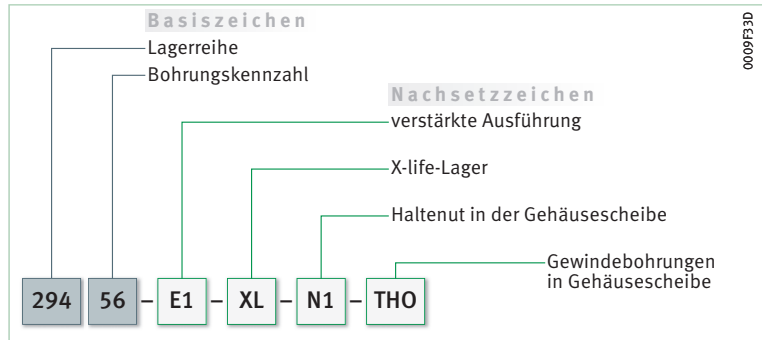 Basiszeichen
Lagerreihe
Bohrungskennzahl
Nachsetzzeichen
verstärkte Ausführung
X-life-Lager
Haltenut in der Gehäusescheibe
Gewindebohrungen
in Gehäusescheibe
294 56 – E1 – XL – N1 – THO
0009F33D